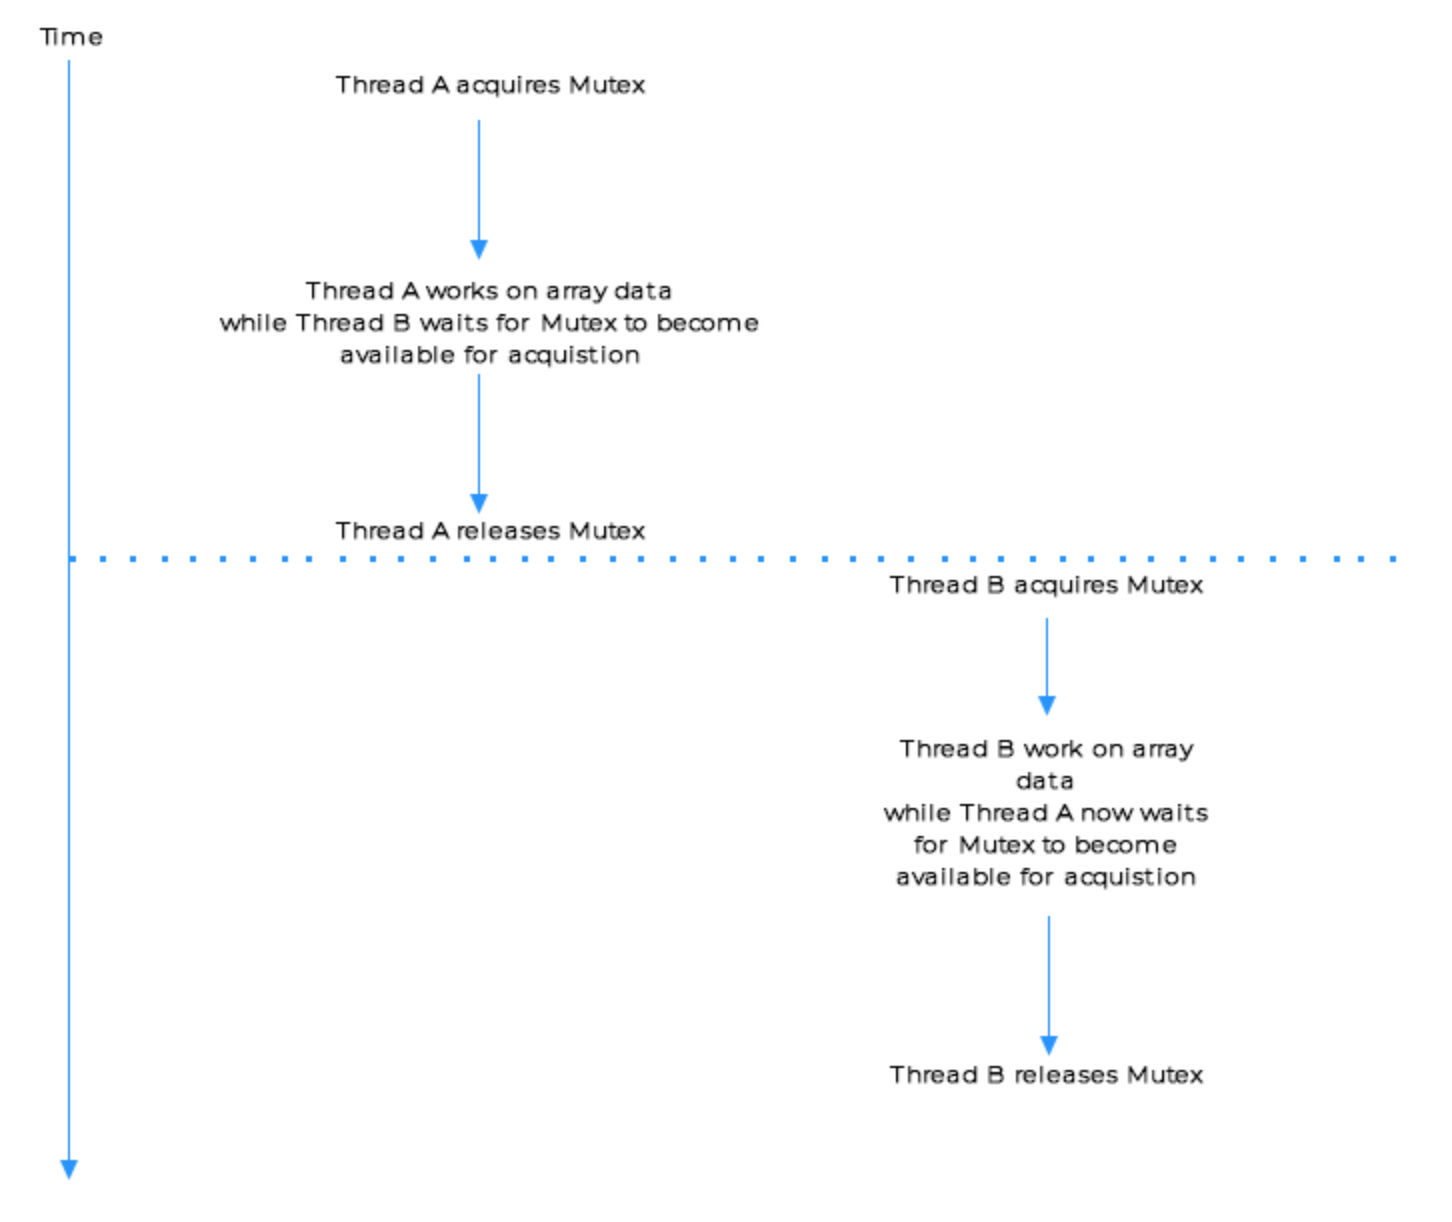 Time
Thread A acquires Mutex
Thread A works on array data
while Thread B waits for Mutex to become
available for acquistion
Thread A releases Mutex
Thread B acquires Mutex
Thread B work on array
data
while Thread A now waits
for Mutex to become
available for acquistion
Thread B releases Mutex